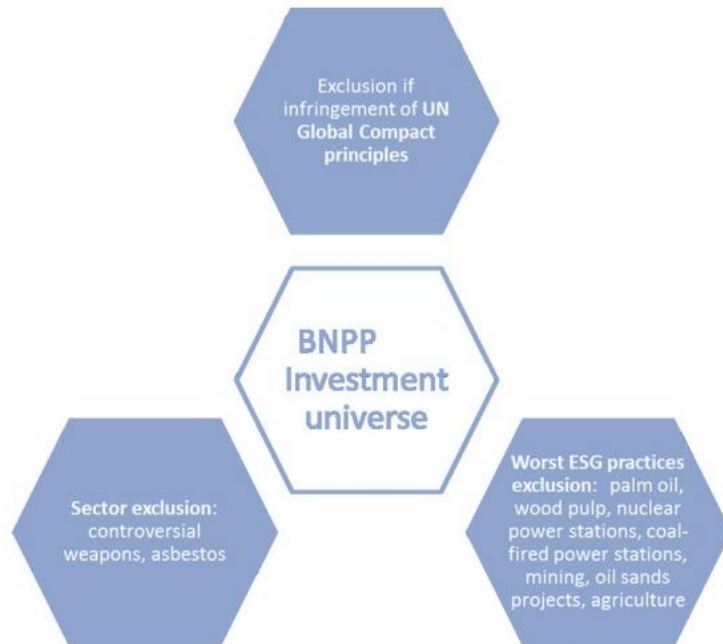 Exclusion if
infringement of UN
Global Compact
principles
BNPP
Investment
universe
Sector exclusion:
controversial
weapons, asbestos
Worst ESG practices
exclusion: palm oil,
wood pulp, nuclear
power stations, coal-
fired power stations,
mining, oil sands
projects, agriculture